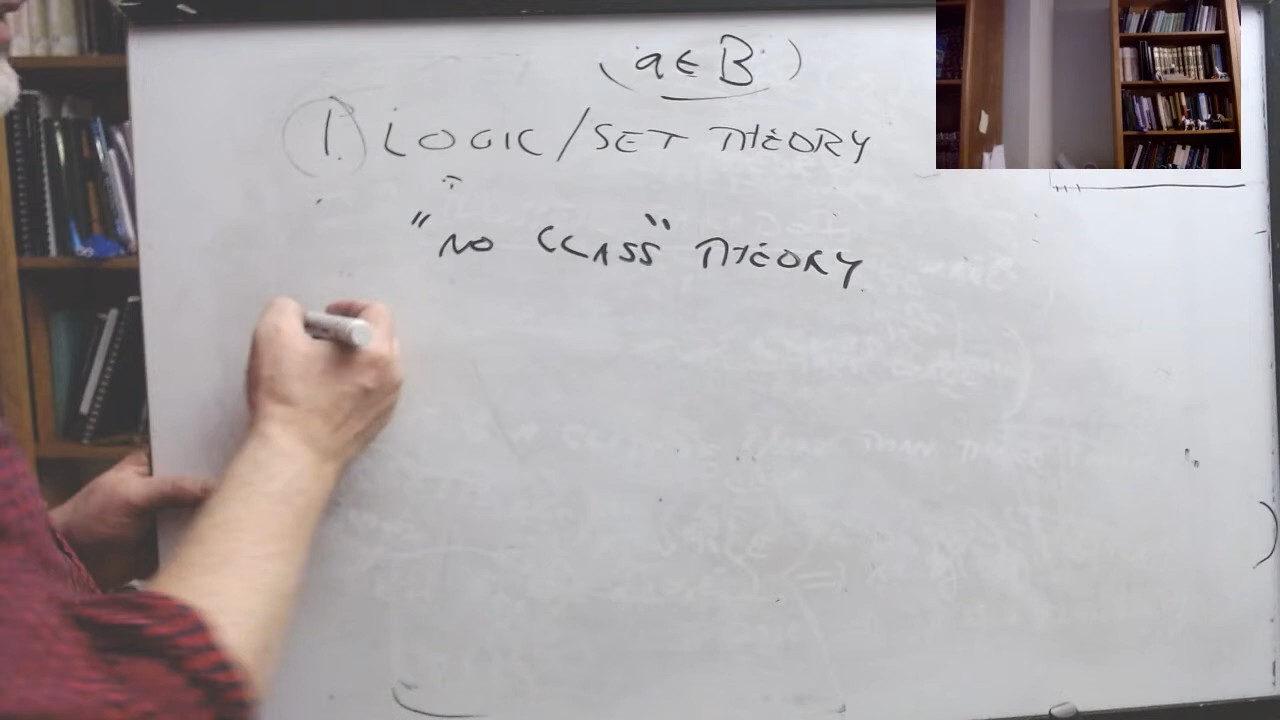 (a ∈ B)
1.) LOGIC/SET THEORY
"NO CLASS" THEORY